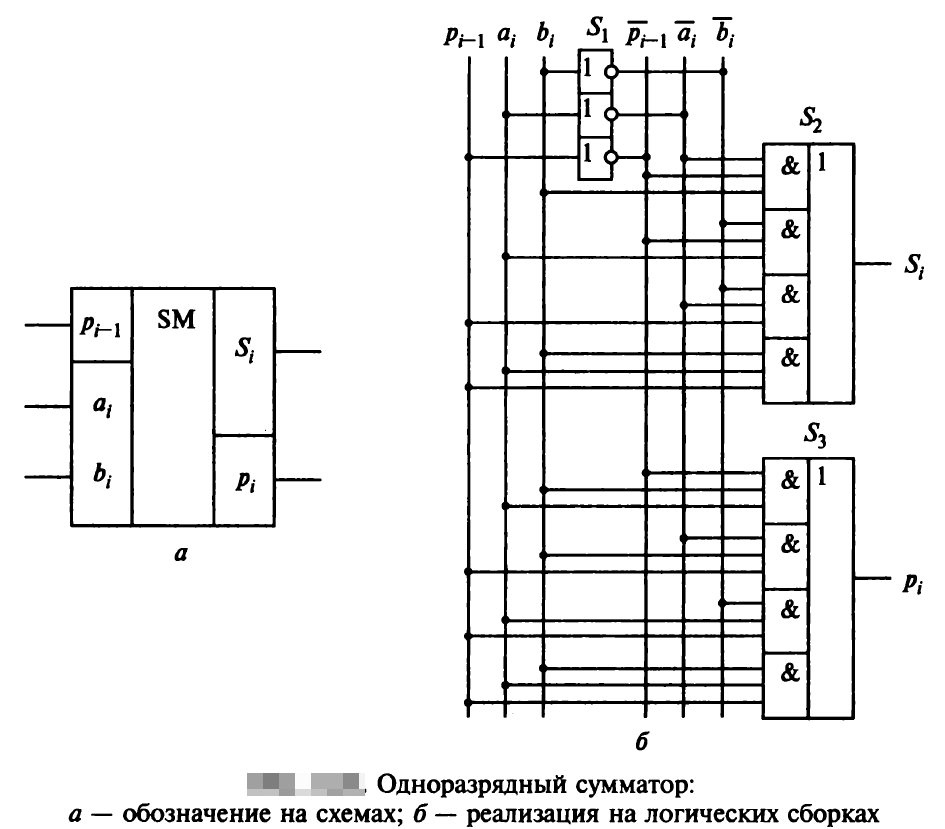 p_{i–1} a_i b_i S_1 \overline{p}_{i–1} \overline{a}_i \overline{b}_i
1
1
1
S_2
& 1
&
&
&
S_i
p_{i–1} SM S_i
a_i
b_i p_i
а
S_3
& 1
&
&
&
p_i
б
Одноразрядный сумматор:
а — обозначение на схемах; б — реализация на логических сборках